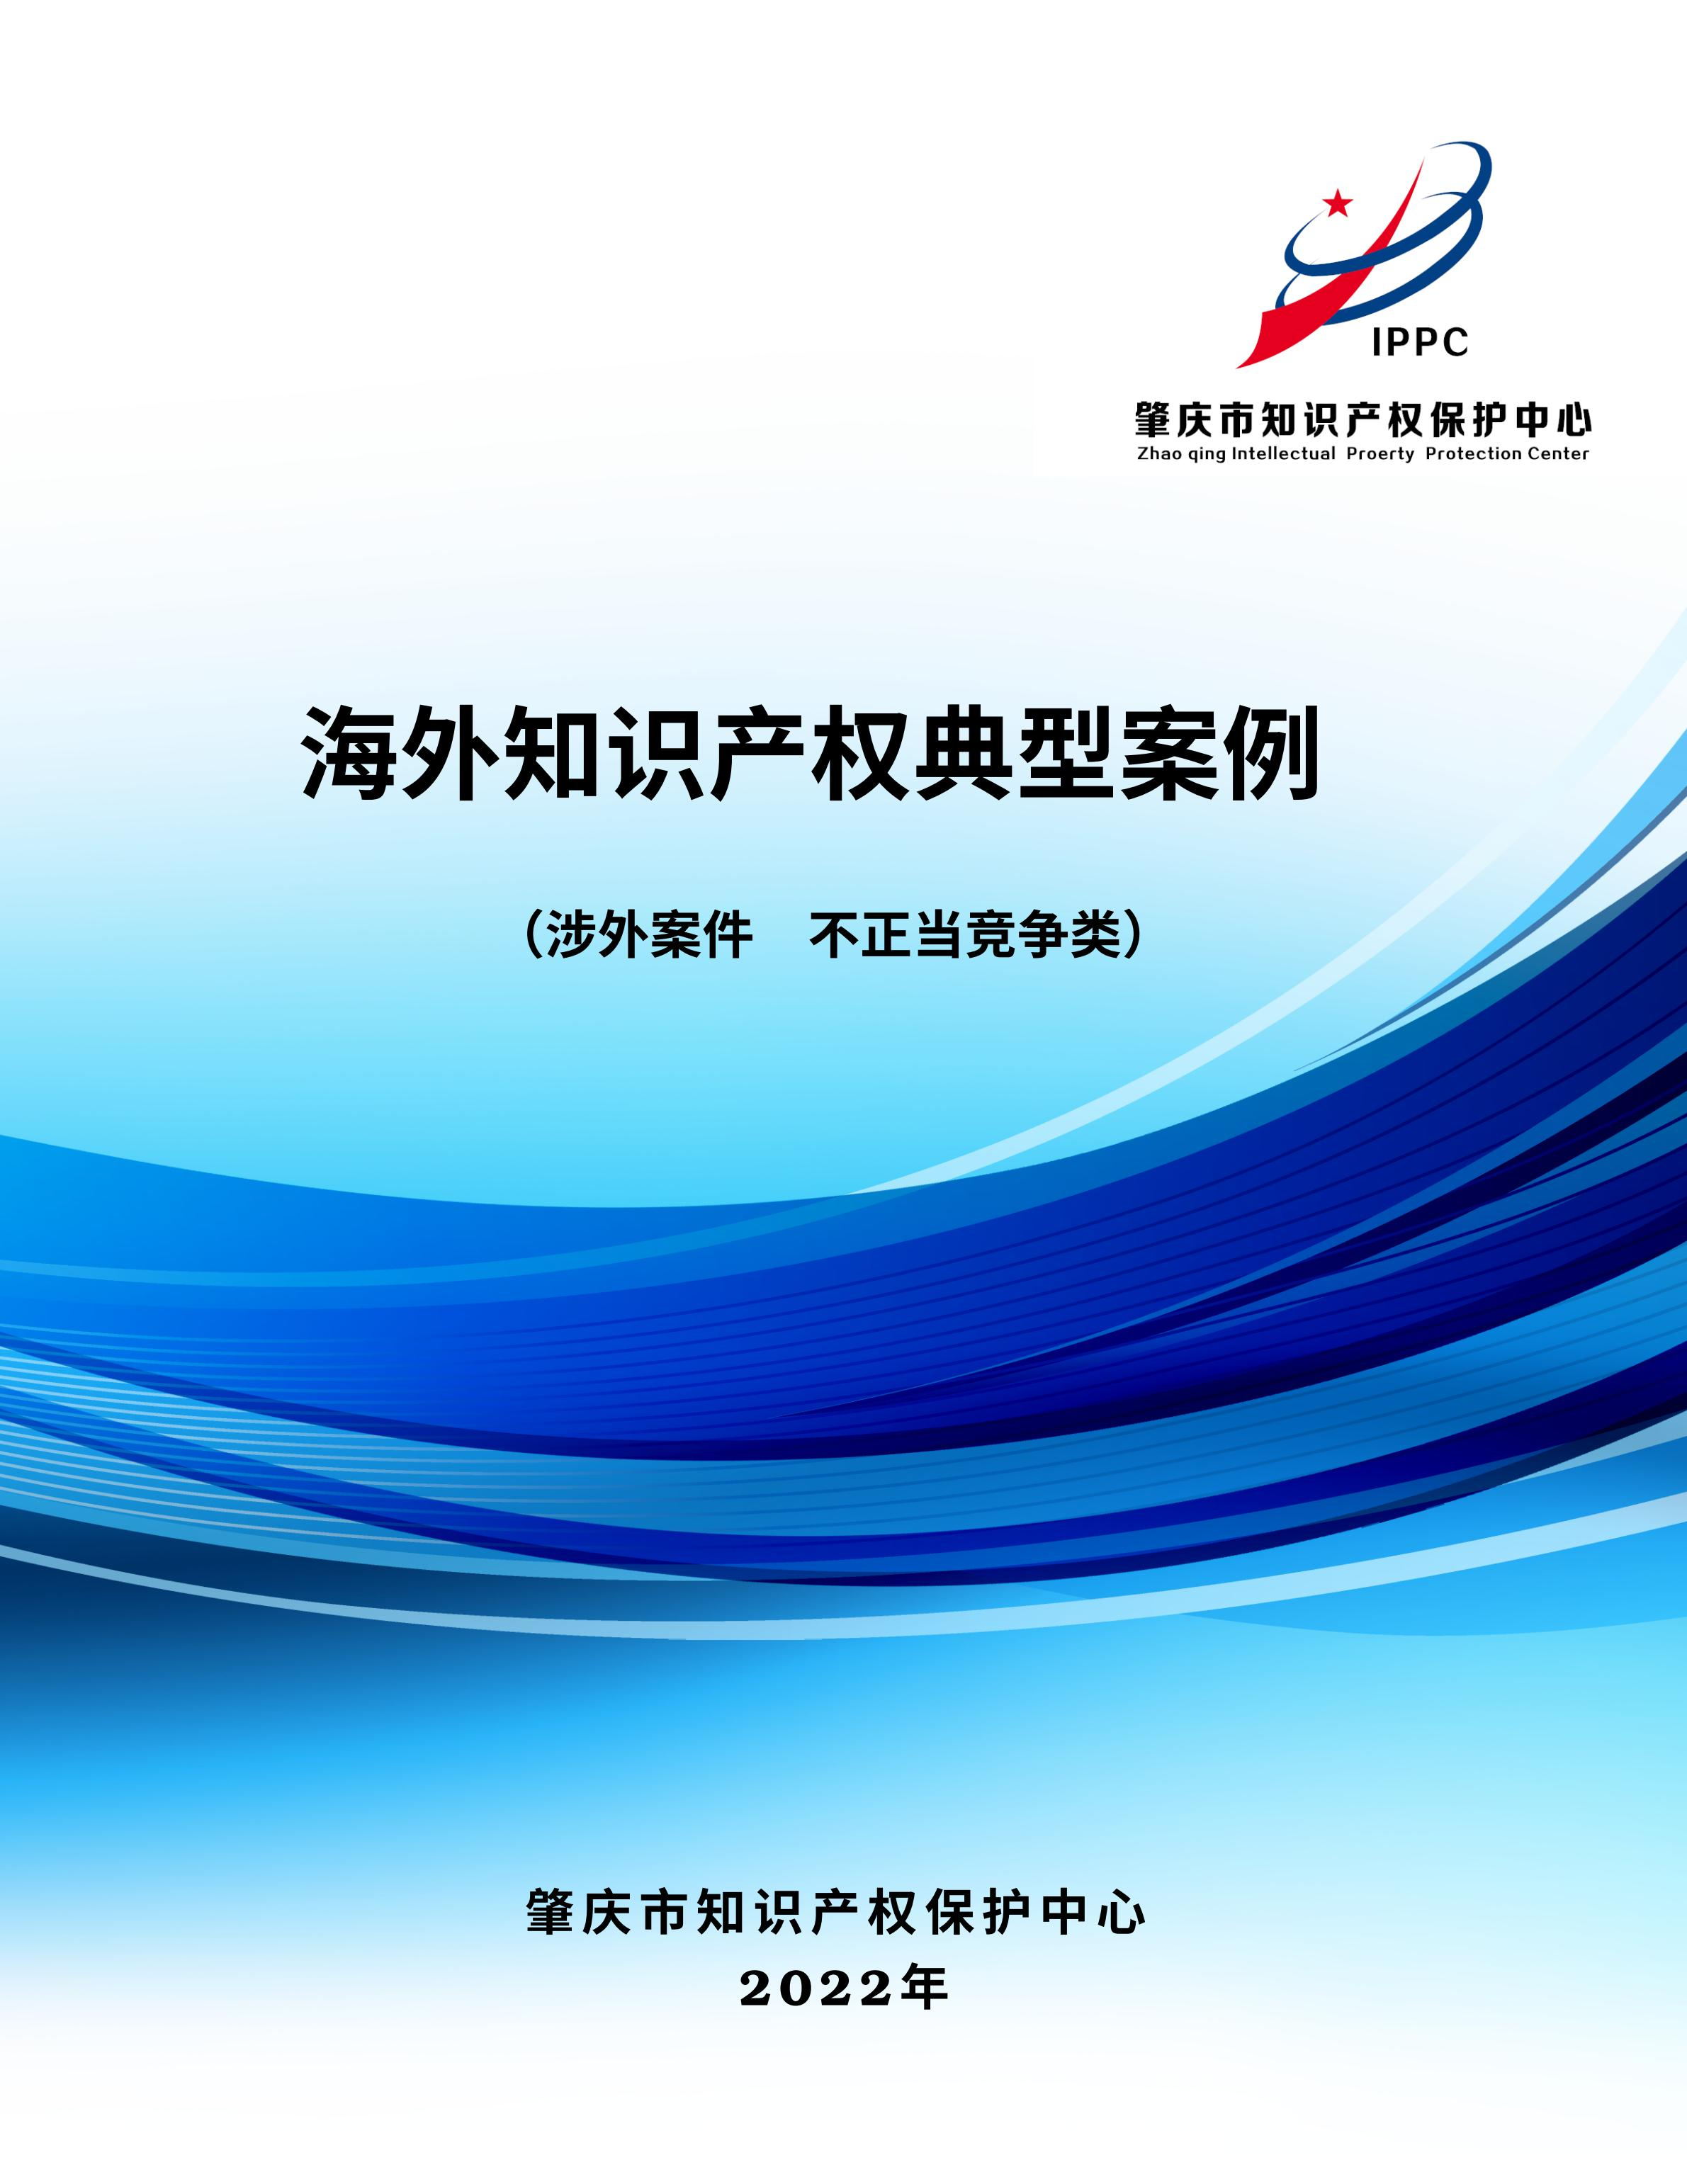 IPPC
肇庆市知识产权保护中心
Zhao qing Intellectual Proerty Protection Center
海外知识产权典型案例
（涉外案件　不正当竞争类）
肇庆市知识产权保护中心
2022年